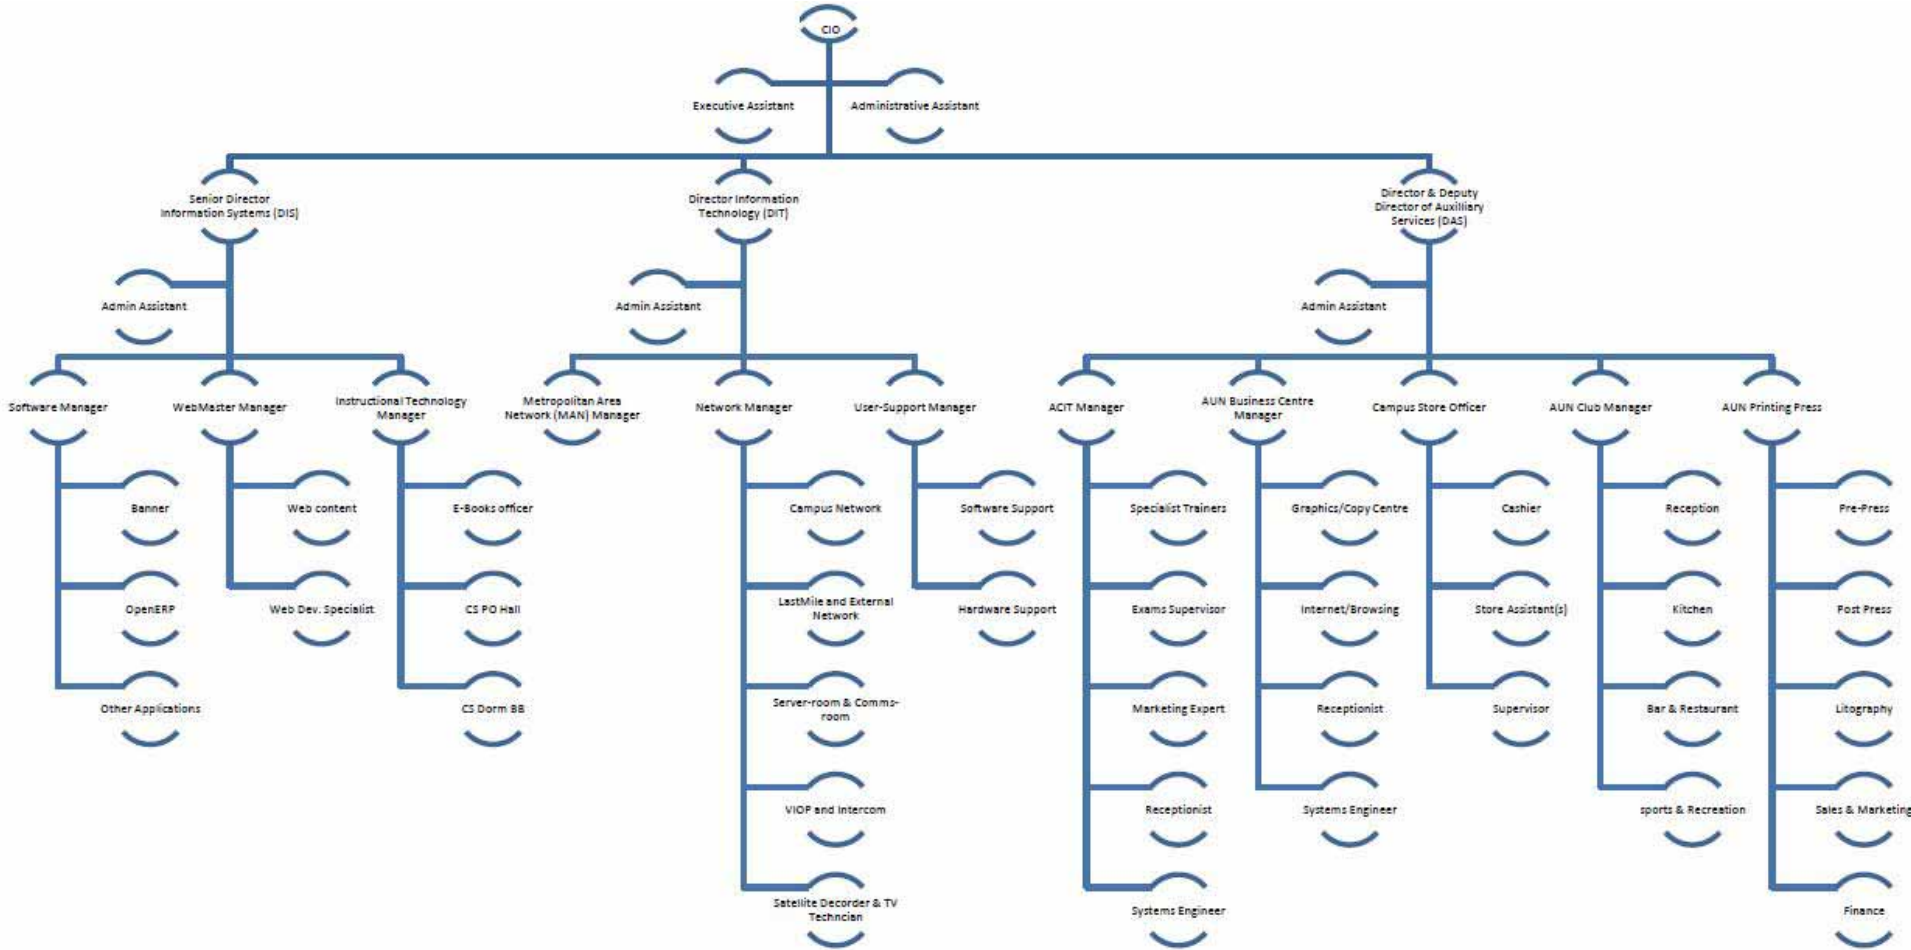 CIO
Executive Assistant
Administrative Assistant
Senior Director
Information Systems (DIS)
Director Information
Technology (DIT)
Director & Deputy
Director of Auxilliary
Services (DAS)
Admin Assistant
Admin Assistant
Admin Assistant
Software Manager
WebMaster Manager
Instructional Technology
Manager
Metropolitan Area
Network (MAN) Manager
Network Manager
User-Support Manager
ACIT Manager
AUN Business Centre
Manager
Campus Store Officer
AUN Club Manager
AUN Printing Press
Banner
Web content
E-Books officer
Campus Network
Software Support
Specialist Trainers
Graphics/Copy Centre
Cashier
Reception
Pre-Press
OpenERP
Web Dev. Specialist
CS PO Hall
LastMile and External
Network
Hardware Support
Exams Supervisor
Internet/Browsing
Store Assistant(s)
Kitchen
Post Press
Other Applications
CS Dorm BB
Server-room & Comms-
room
Marketing Expert
Receptionist
Supervisor
Bar & Restaurant
Litography
VIOP and Intercom
Receptionist
Systems Engineer
sports & Recreation
Sales & Marketing
Satellite Decorder & TV
Techncian
Systems Engineer
Finance